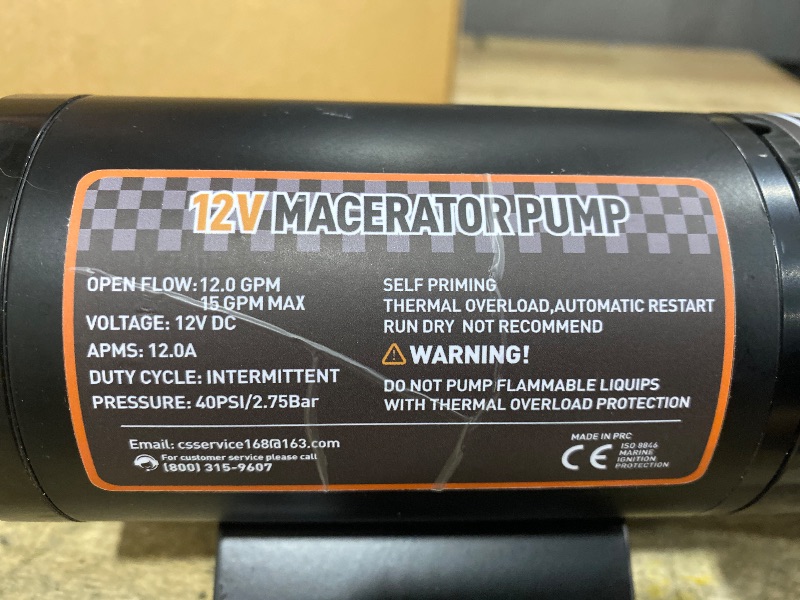 12V MACERATOR PUMP
OPEN FLOW: 12.0 GPM
15 GPM MAX
VOLTAGE: 12V DC
APMS: 12.0A
DUTY CYCLE: INTERMITTENT
PRESSURE: 40PSI/2.75Bar
SELF PRIMING
THERMAL OVERLOAD,AUTOMATIC RESTART
RUN DRY NOT RECOMMEND
WARNING!
DO NOT PUMP FLAMMABLE LIQUIPS
WITH THERMAL OVERLOAD PROTECTION
Email: csservice168@163.com
For customer service please call
(800) 315-9607
MADE IN PRC
CE
ISO 8846
MARINE
IGNITION
PROTECTION